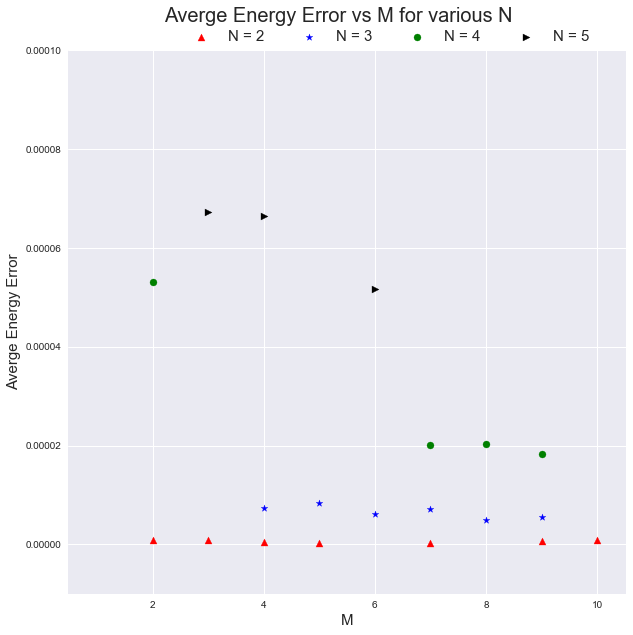 Averge Energy Error vs M for various N
N = 2 N = 3 N = 4 N = 5
0.00010
0.00008
0.00006
0.00004
0.00002
0.00000
Averge Energy Error
2 4 6 8 10
M